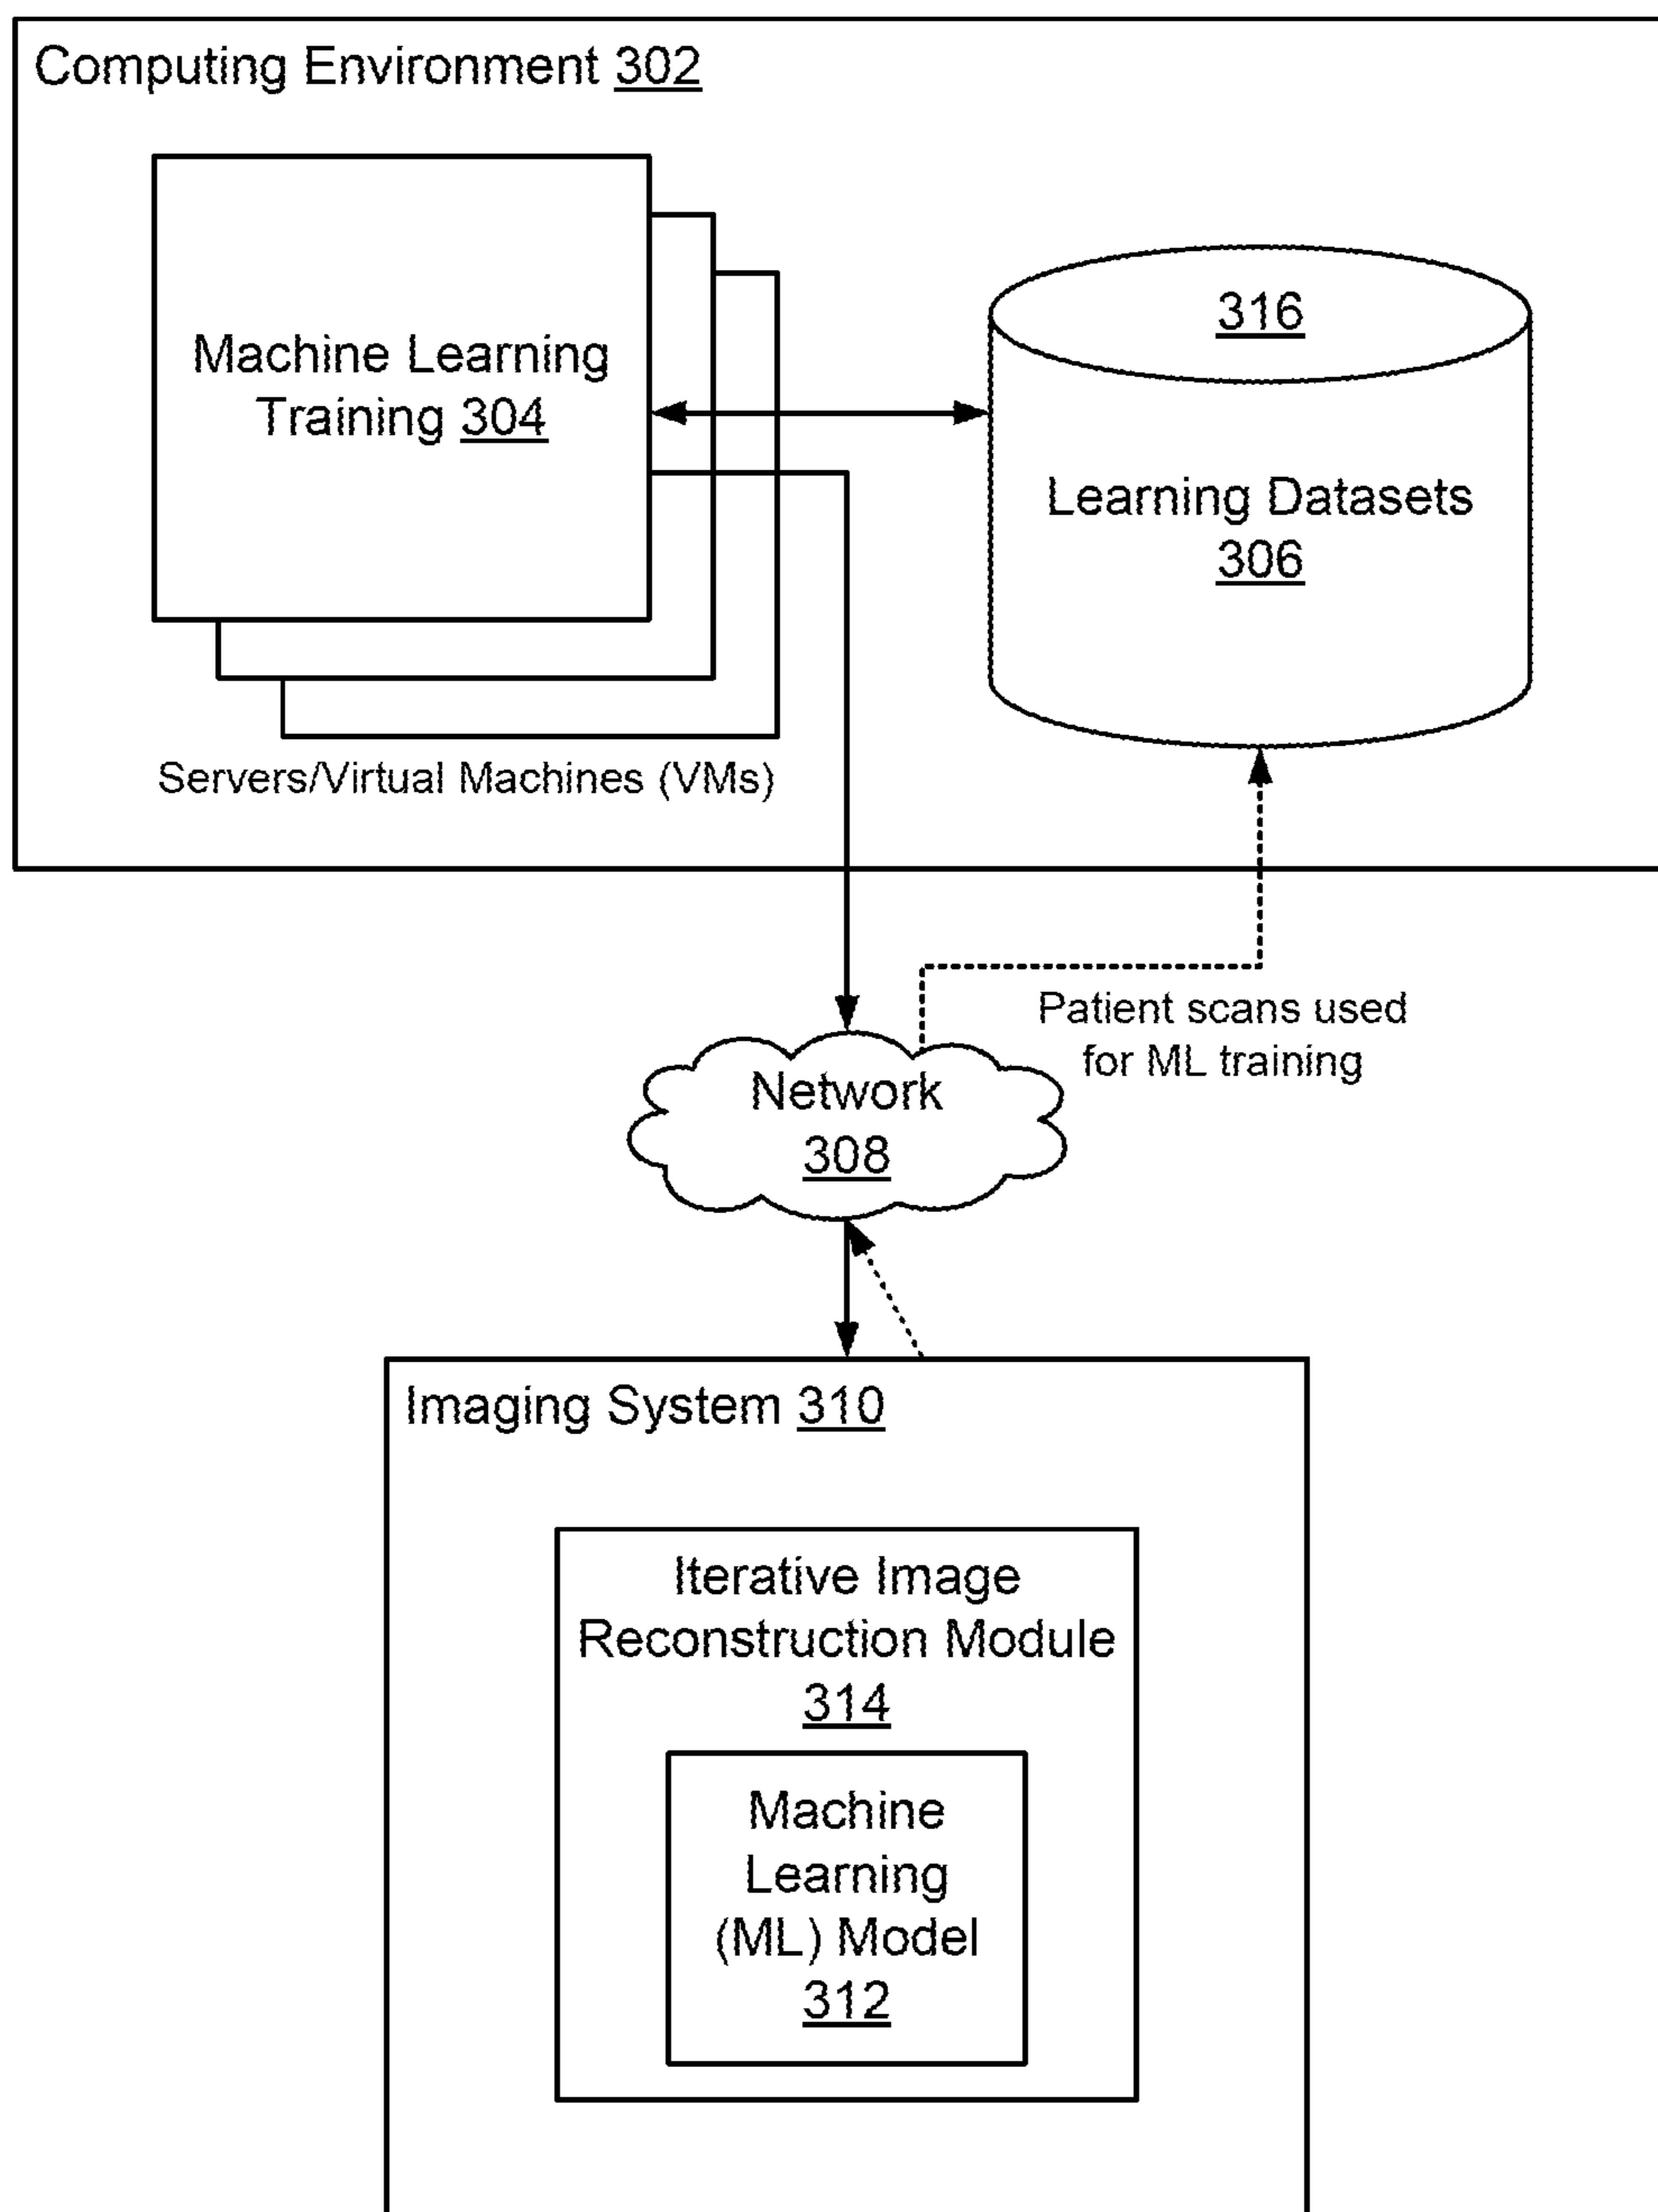 Computing Environment 302
Machine Learning
Training 304
316
Learning Datasets
306
Servers/Virtual Machines (VMs)
Patient scans used
for ML training
Network
308
Imaging System 310
Iterative Image
Reconstruction Module
314
Machine
Learning
(ML) Model
312